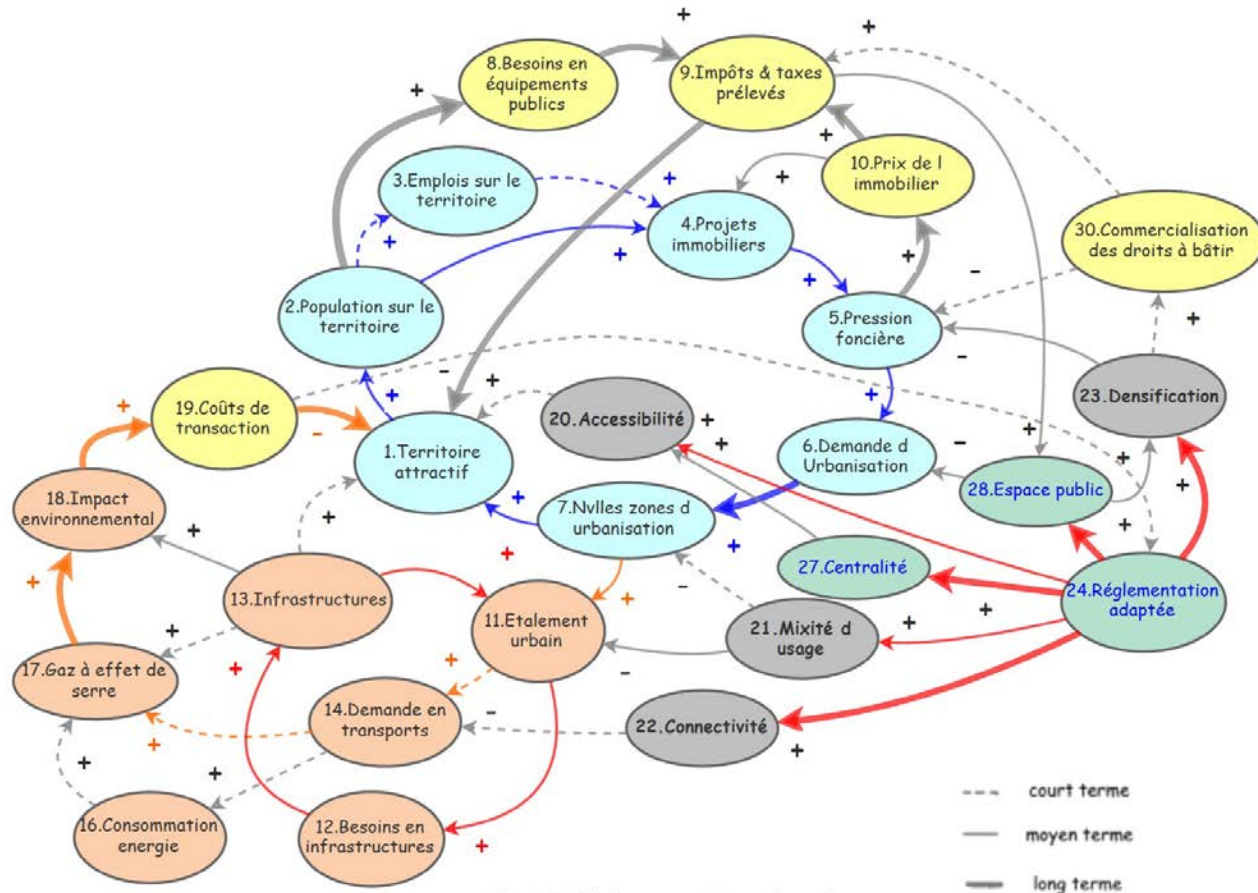 8.Besoins en
équipements
publics
9.Impôts & taxes
prélevés
3.Emplois sur le
territoire
10.Prix de l
immobilier
4.Projets
immobiliers
30.Commercialisation
des droits à bâtir
2.Population sur le
territoire
5.Pression
foncière
19.Coûts de
transaction
20.Accessibilité
23.Densification
1.Territoire
attractif
6.Demande d
Urbanisation
18.Impact
environnemental
7.Nvlles zones d
urbanisation
28.Espace public
27.Centralité
24.Réglementation
adaptée
13.Infrastructures
11.Etalement
urbain
21.Mixité d
usage
17.Gaz à effet de
serre
14.Demande en
transports
22.Connectivité
16.Consommation
energie
12.Besoins en
infrastructures
court terme
moyen terme
long terme